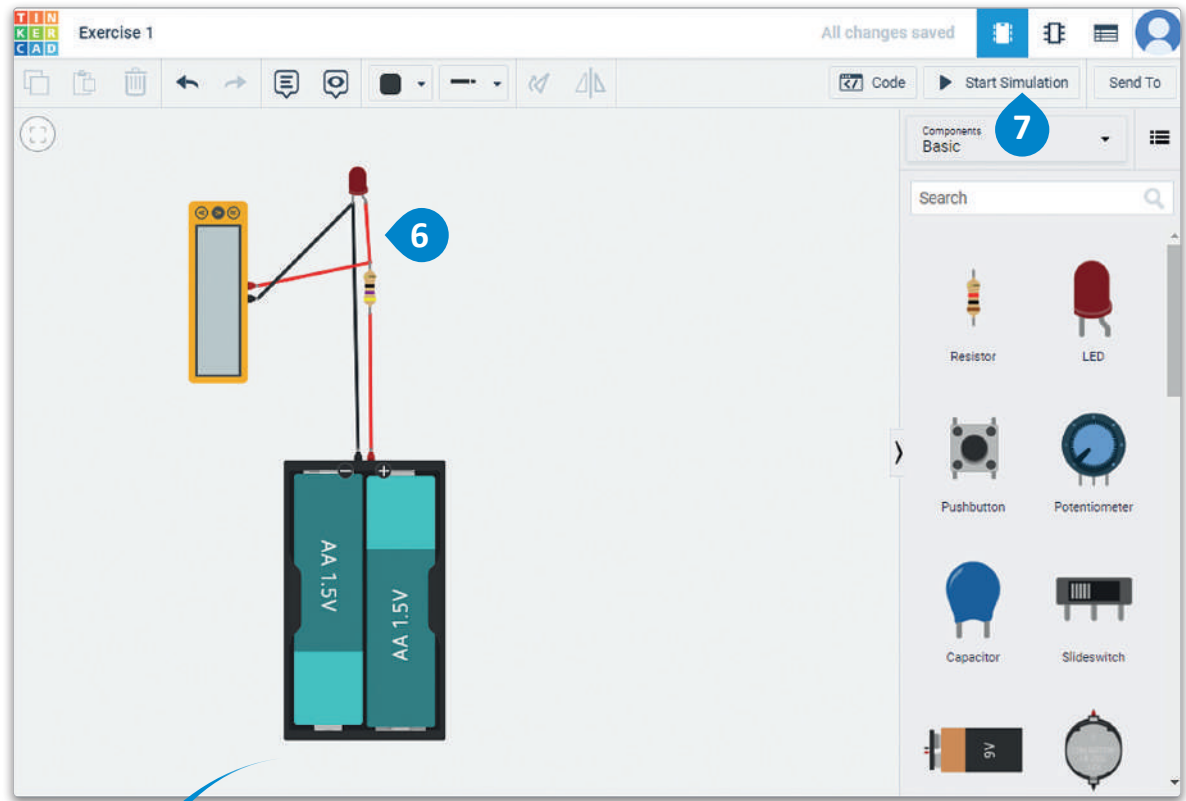 TIN
KER
CAD
Exercise 1
All changes saved
Code
Start Simulation
Send To
7
Components
Basic
Search
6
Resistor
LED
Pushbutton
Potentiometer
AA 1.5V
AA 1.5V
Capacitor
Slideswitch
9V